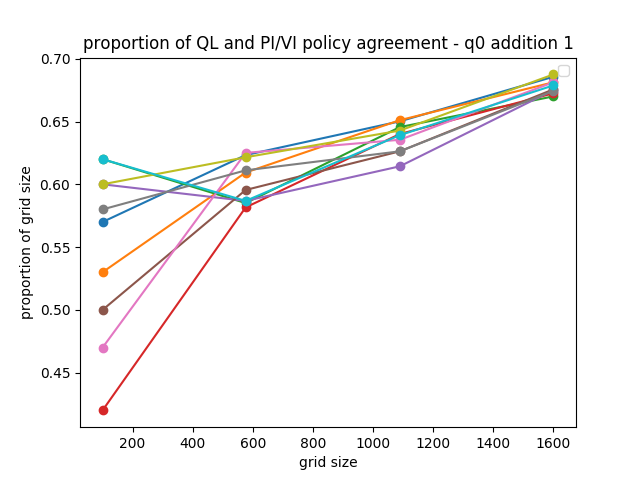 proportion of QL and PI/VI policy agreement - q0 addition 1
0.70
0.65
0.60
0.55
0.50
0.45
proportion of grid size
200 400 600 800 1000 1200 1400 1600
grid size